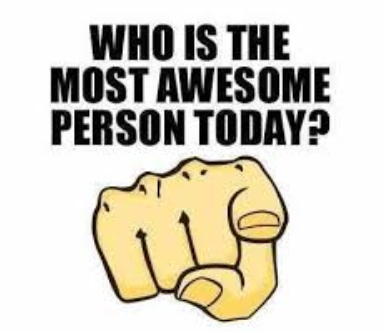 WHO IS THE
MOST AWESOME
PERSON TODAY?